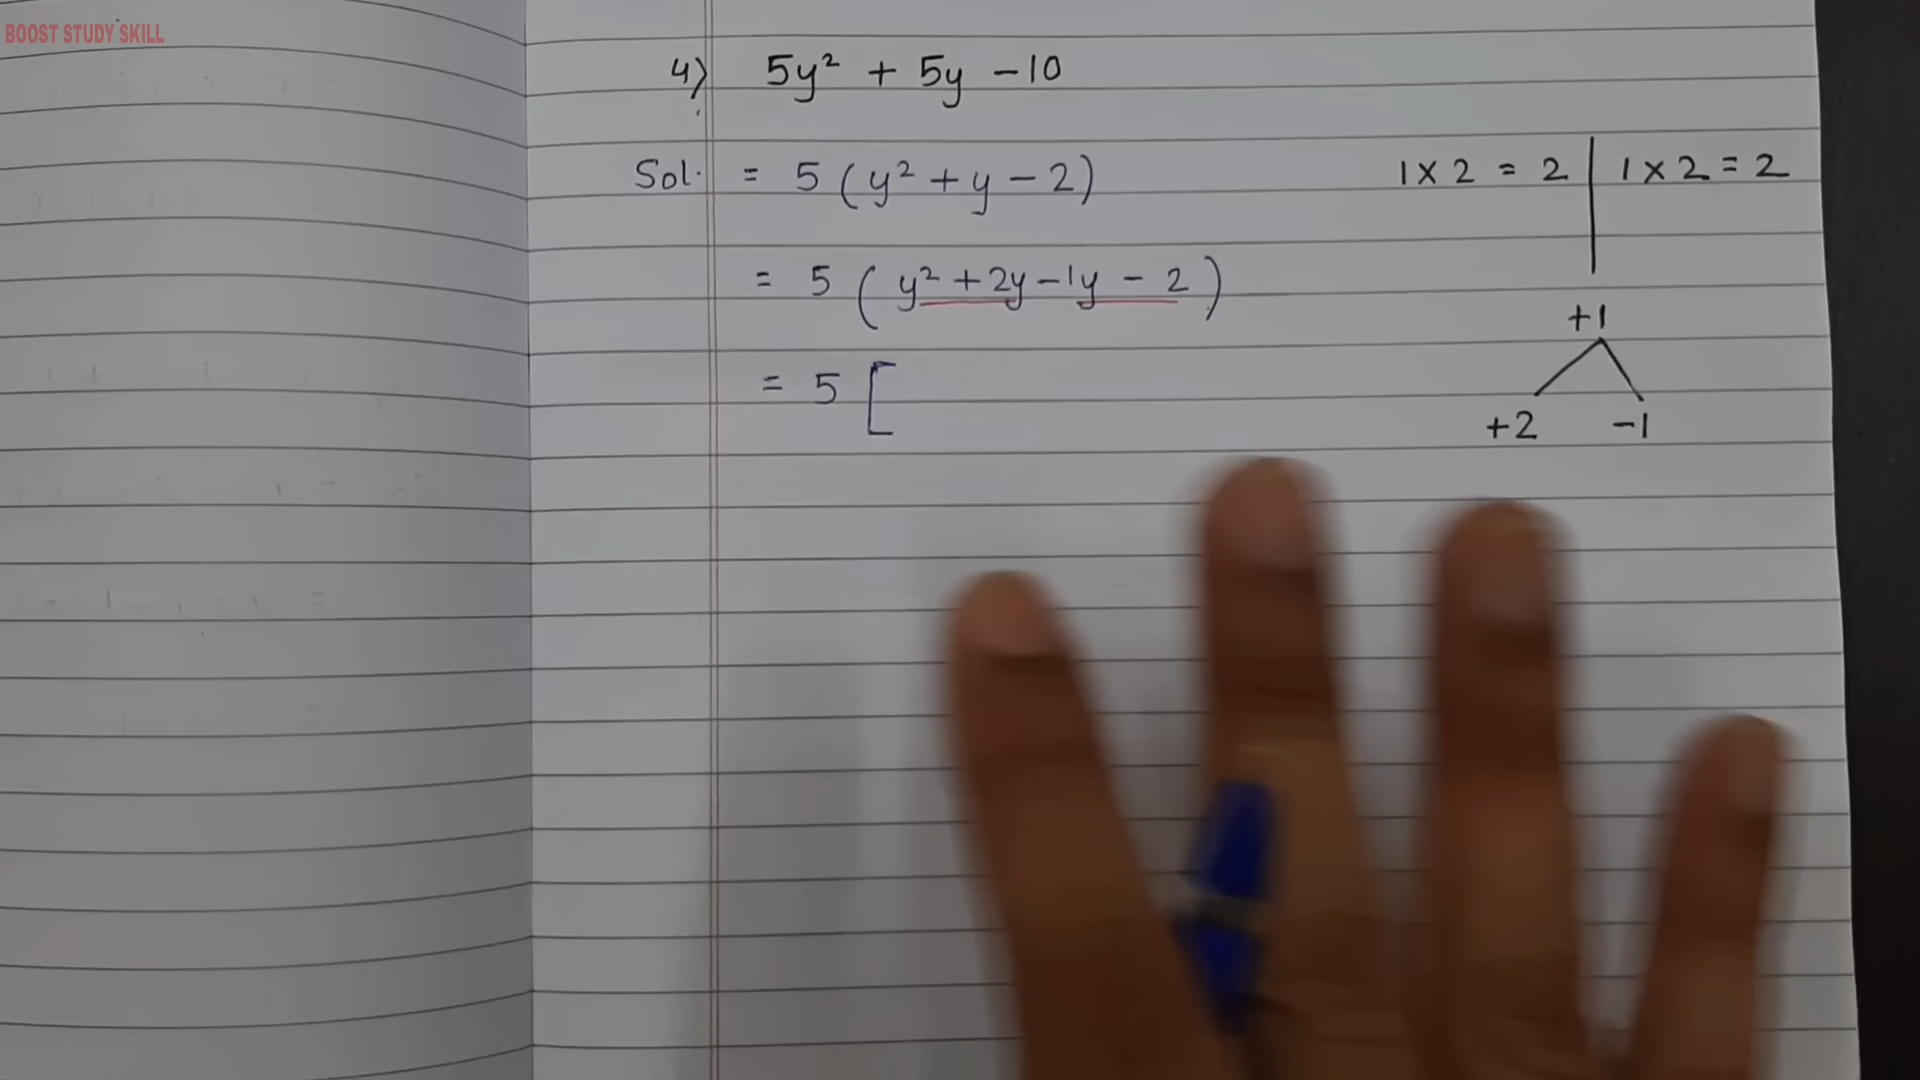 BOOST STUDY SKILL
4) 5y² + 5y - 10
Sol. = 5 (y² + y - 2)
1 x 2 = 2 | 1 x 2 = 2
= 5 ( y² + 2y - 1y - 2 )
+1
= 5 [
+2 -1